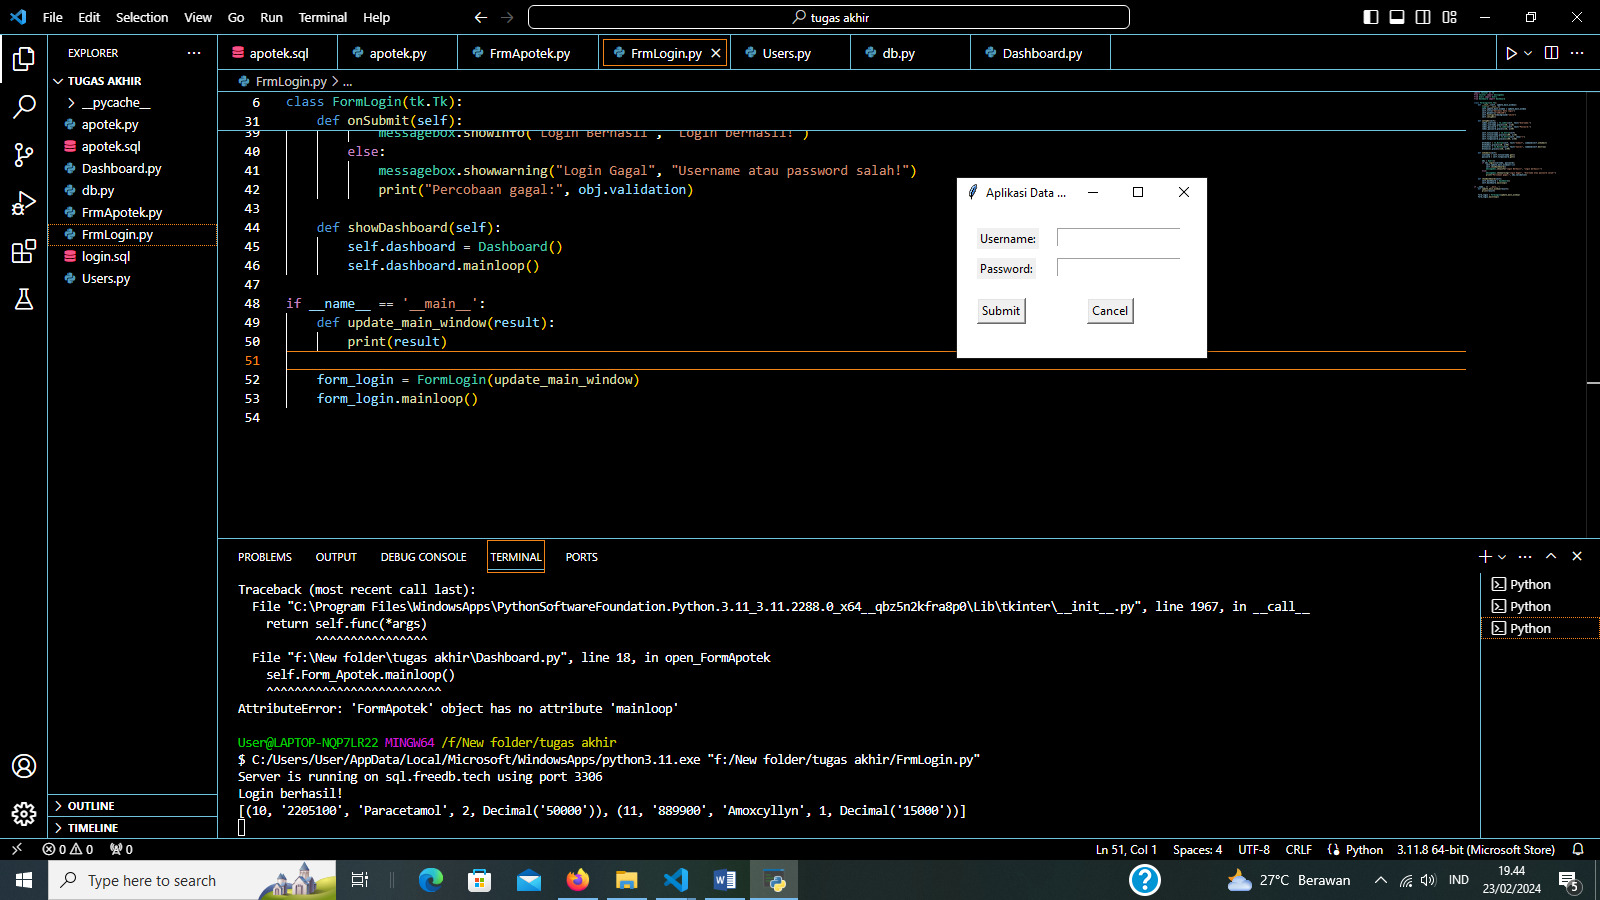 File Edit Selection View Go Run Terminal Help
tugas akhir
EXPLORER
TUGAS AKHIR
__pycache__
apotek.py
apotek.sql
Dashboard.py
db.py
FrmApotek.py
FrmLogin.py
login.sql
Users.py
OUTLINE
TIMELINE
apotek.sql apotek.py FrmApotek.py FrmLogin.py Users.py db.py Dashboard.py
FrmLogin.py > ...
6 class FormLogin(tk.Tk):
31 def onSubmit(self):
39 messagebox.showinfo("Login Berhasil", "Login berhasil!")
40 else:
41 messagebox.showwarning("Login Gagal", "Username atau password salah!")
42 print("Percobaan gagal:", obj.validation)
43
44 def showDashboard(self):
45 self.dashboard = Dashboard()
46 self.dashboard.mainloop()
47
48 if __name__ == '__main__':
49 def update_main_window(result):
50 print(result)
51
52 form_login = FormLogin(update_main_window)
53 form_login.mainloop()
54
Aplikasi Data ...
Username:
Password:
Submit Cancel
PROBLEMS OUTPUT DEBUG CONSOLE TERMINAL PORTS
Traceback (most recent call last):
File "C:\Program Files\WindowsApps\PythonSoftwareFoundation.Python.3.11_3.11.2288.0_x64__qbz5n2kfra8p0\Lib\tkinter\__init__.py", line 1967, in __call__
return self.func(*args)
^^^^^^^^^^^^^^^^
File "f:\New folder\tugas akhir\Dashboard.py", line 18, in open_FormApotek
self.Form_Apotek.mainloop()
^^^^^^^^^^^^^^^^^^^^^^^^^
AttributeError: 'FormApotek' object has no attribute 'mainloop'
User@LAPTOP-NQP7LR22 MINGW64 /f/New folder/tugas akhir
$ C:/Users/User/AppData/Local/Microsoft/WindowsApps/python3.11.exe "f:/New folder/tugas akhir/FrmLogin.py"
Server is running on sql.freedb.tech using port 3306
Login berhasil!
[(10, '2205100', 'Paracetamol', 2, Decimal('50000')), (11, '889900', 'Amoxcyllyn', 1, Decimal('15000'))]
Python
Python
Python
0 0 0
Ln 51, Col 1 Spaces: 4 UTF-8 CRLF Python 3.11.8 64-bit (Microsoft Store)
Type here to search
27°C Berawan
IND
19.44
23/02/2024
5